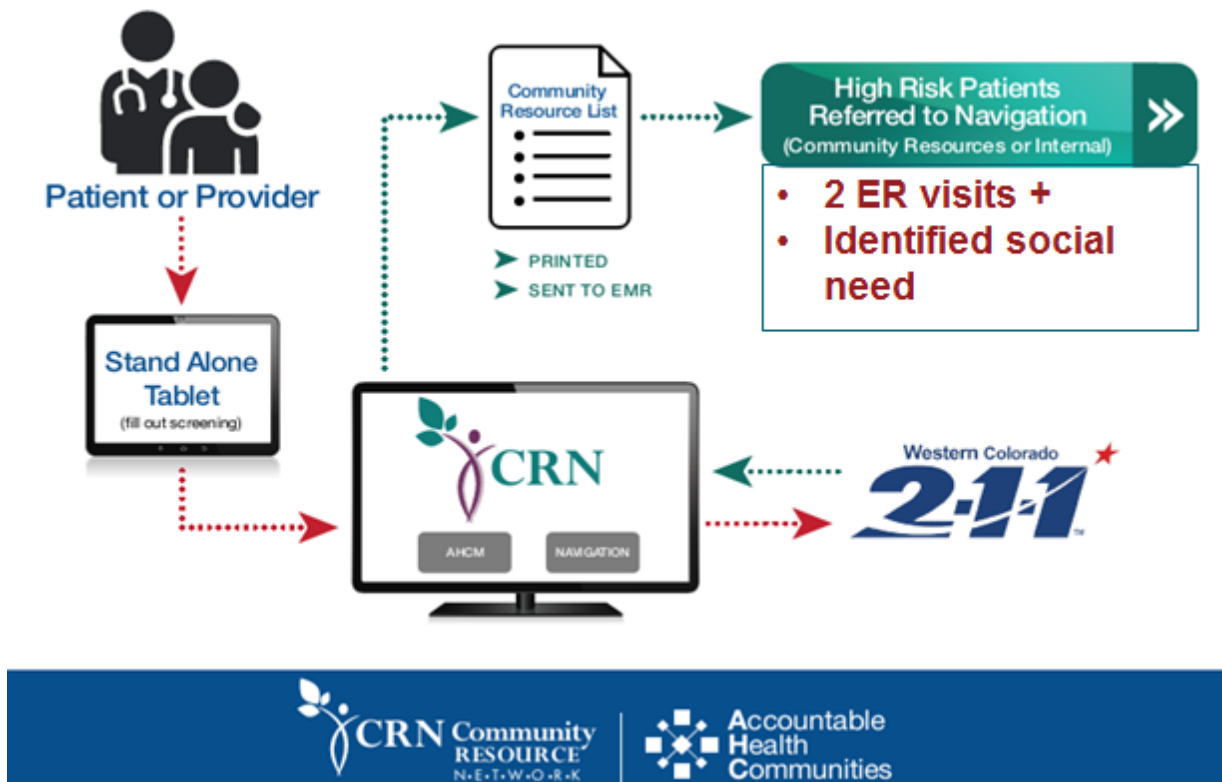 Patient or Provider
Stand Alone
Tablet
(fill out screening)
Community
Resource List
PRINTED
SENT TO EMR
High Risk Patients
Referred to Navigation
(Community Resources or Internal)
• 2 ER visits +
• Identified social
need
CRN
AHCM
NAVIGATION
Western Colorado
2-1-1™
CRN Community
RESOURCE
N•E•T•W•O•R•K
Accountable
Health
Communities